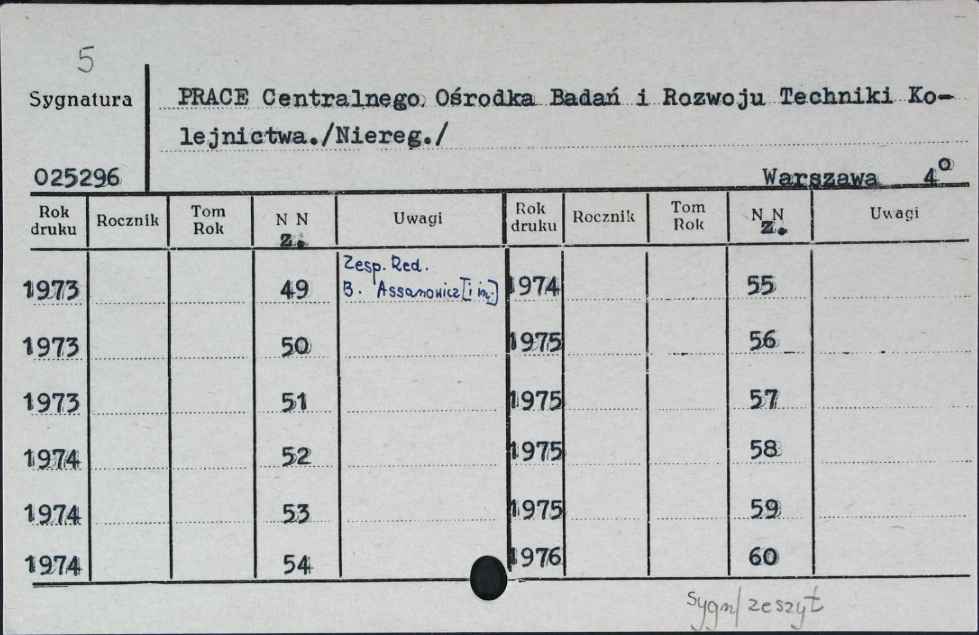 5
Sygnatura
PRACE Centralnego Ośrodka Badań i Rozwoju Techniki Ko-
lejnictwa./Niereg./
025296
Warszawa 4°
Rok druku Rocznik Tom Rok N N z. Uwagi Rok druku Rocznik Tom Rok N N z. Uwagi
Zesp. Red.
1973 49 B. Assanowicz [i in.] 1974 55
1973 50 1975 56
1973 51 1975 57
1974 52 1975 58
1974 53 1975 59
1974 54 1976 60
sygn/zeszyt